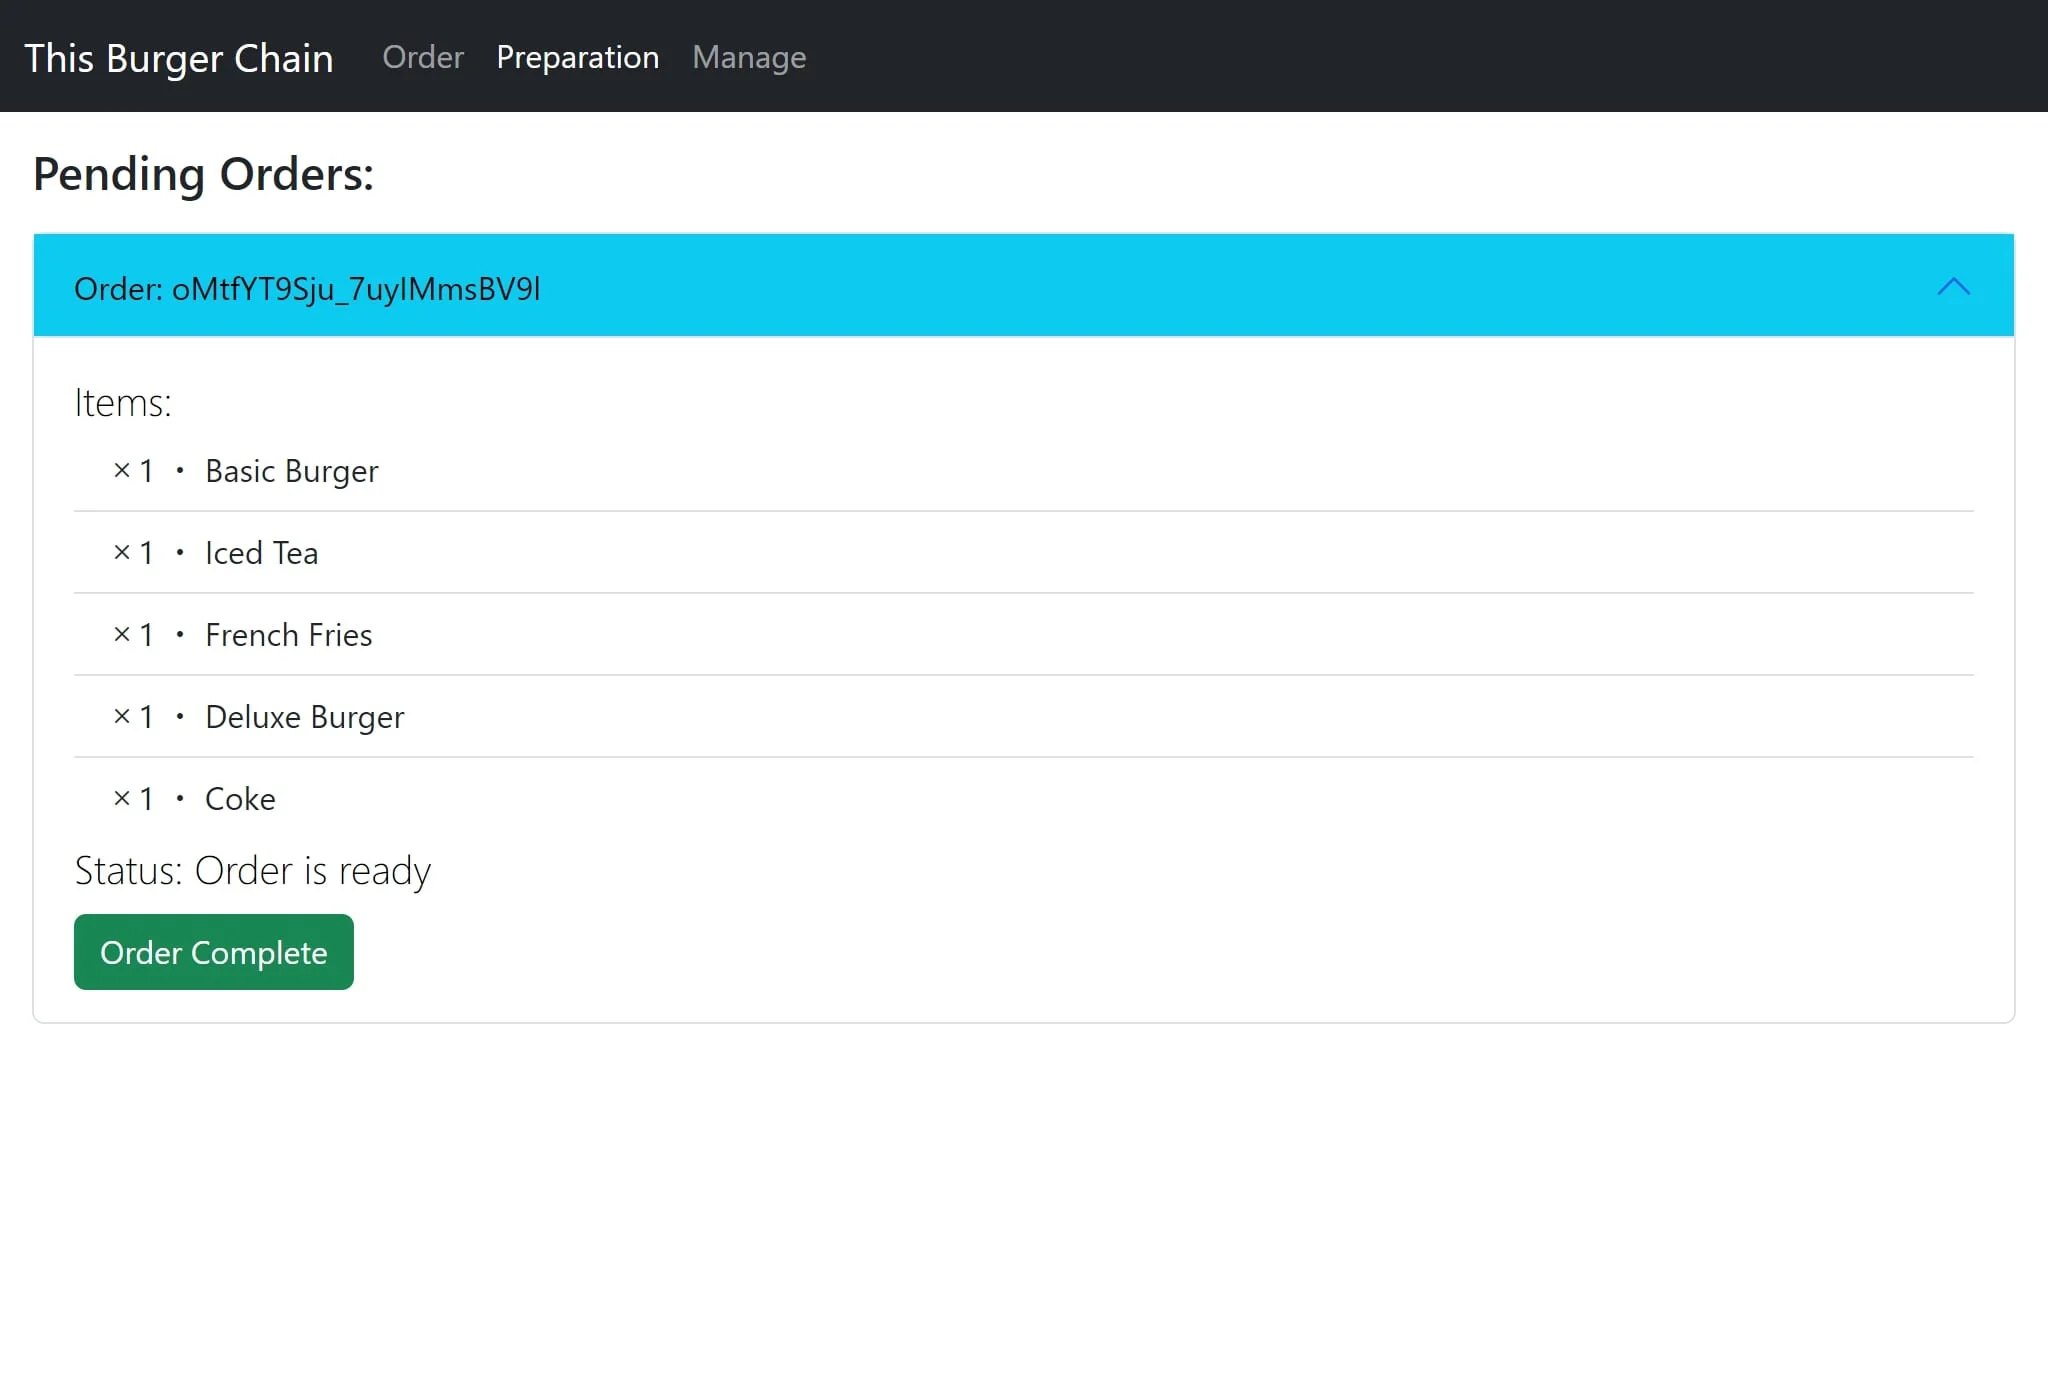 This Burger Chain Order Preparation Manage
Pending Orders:
Order: oMtfYT9Sju_7uyIMmsBV9l
Items:
× 1 • Basic Burger
× 1 • Iced Tea
× 1 • French Fries
× 1 • Deluxe Burger
× 1 • Coke
Status: Order is ready
Order Complete